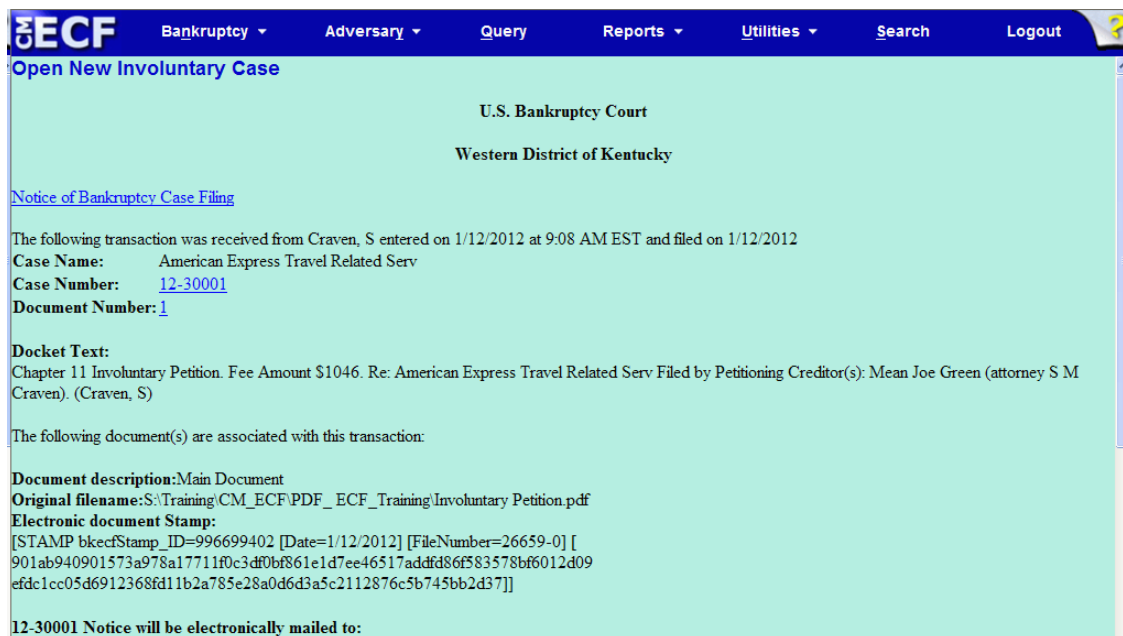 CM ECF Bankruptcy Adversary Query Reports Utilities Search Logout ?
Open New Involuntary Case
U.S. Bankruptcy Court
Western District of Kentucky
Notice of Bankruptcy Case Filing
The following transaction was received from Craven, S entered on 1/12/2012 at 9:08 AM EST and filed on 1/12/2012
Case Name: American Express Travel Related Serv
Case Number: 12-30001
Document Number: 1
Docket Text:
Chapter 11 Involuntary Petition. Fee Amount $1046. Re: American Express Travel Related Serv Filed by Petitioning Creditor(s): Mean Joe Green (attorney S M
Craven). (Craven, S)
The following document(s) are associated with this transaction:
Document description:Main Document
Original filename:S:\Training\CM_ECF\PDF_ ECF_Training\Involuntary Petition.pdf
Electronic document Stamp:
[STAMP bkecfStamp_ID=996699402 [Date=1/12/2012] [FileNumber=26659-0] [
901ab940901573a978a17711f0c3df0bf861e1d7ee46517addfd86f583578bf6012d09
efdc1cc05d6912368fd11b2a785e28a0d6d3a5c2112876c5b745bb2d37]]
12-30001 Notice will be electronically mailed to: